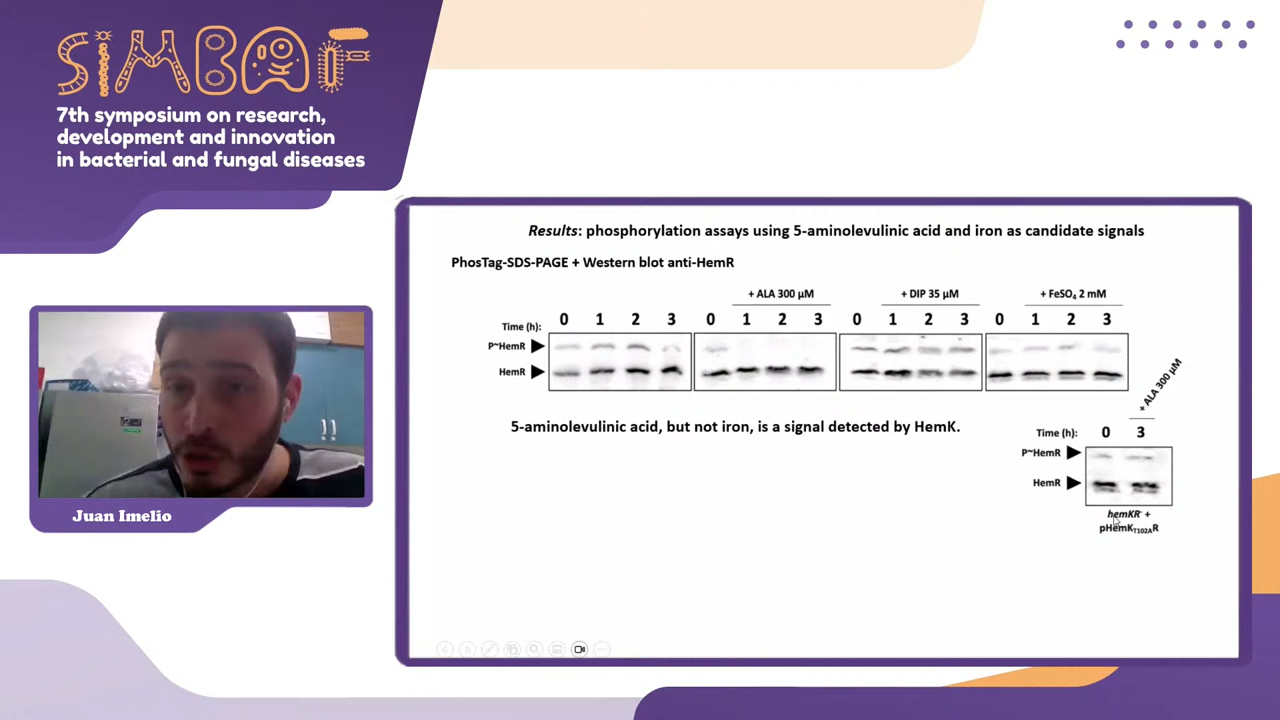 SIMBAF
7th symposium on research,
development and innovation
in bacterial and fungal diseases
Results: phosphorylation assays using 5-aminolevulinic acid and iron as candidate signals
PhosTag-SDS-PAGE + Western blot anti-HemR
+ ALA 300 µM
+ DIP 35 µM
+ FeSO₄ 2 mM
Time (h): 0 1 2 3 0 1 2 3 0 1 2 3 0 1 2 3
P~HemR
HemR
5-aminolevulinic acid, but not iron, is a signal detected by HemK.
+ ALA 300 µM
Time (h): 0 3
P~HemR
HemR
hemKR⁻ +
pHemK_T102AR
Juan Imelio